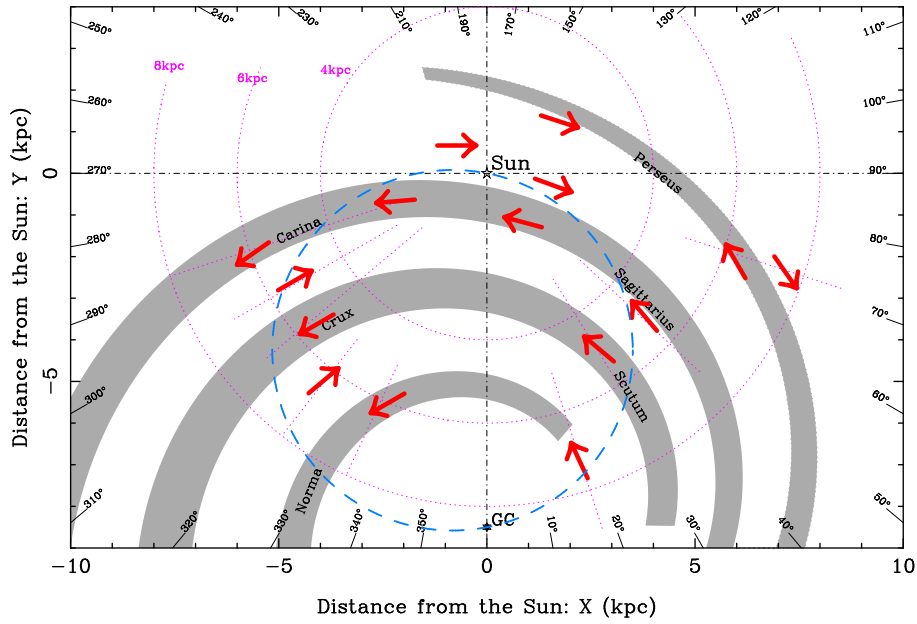 240°
230°
210°
190°
170°
150°
130°
120°
110°
250°
8kpc
6kpc
4kpc
260°
100°
Perseus
Sun
0
270°
90°
Carina
280°
80°
Sagittarius
290°
70°
Crux
Scutum
−5
300°
60°
Norma
310°
320°
330°
340°
350°
GC
10°
20°
30°
40°
50°
−10
−5
0
5
10
Distance from the Sun: X (kpc)
Distance from the Sun: Y (kpc)